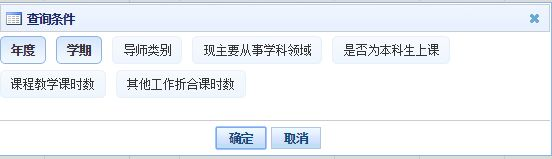 查询条件
年度 学期 导师类别 现主要从事学科领域 是否为本科生上课
课程教学课时数 其他工作折合课时数
确定 取消